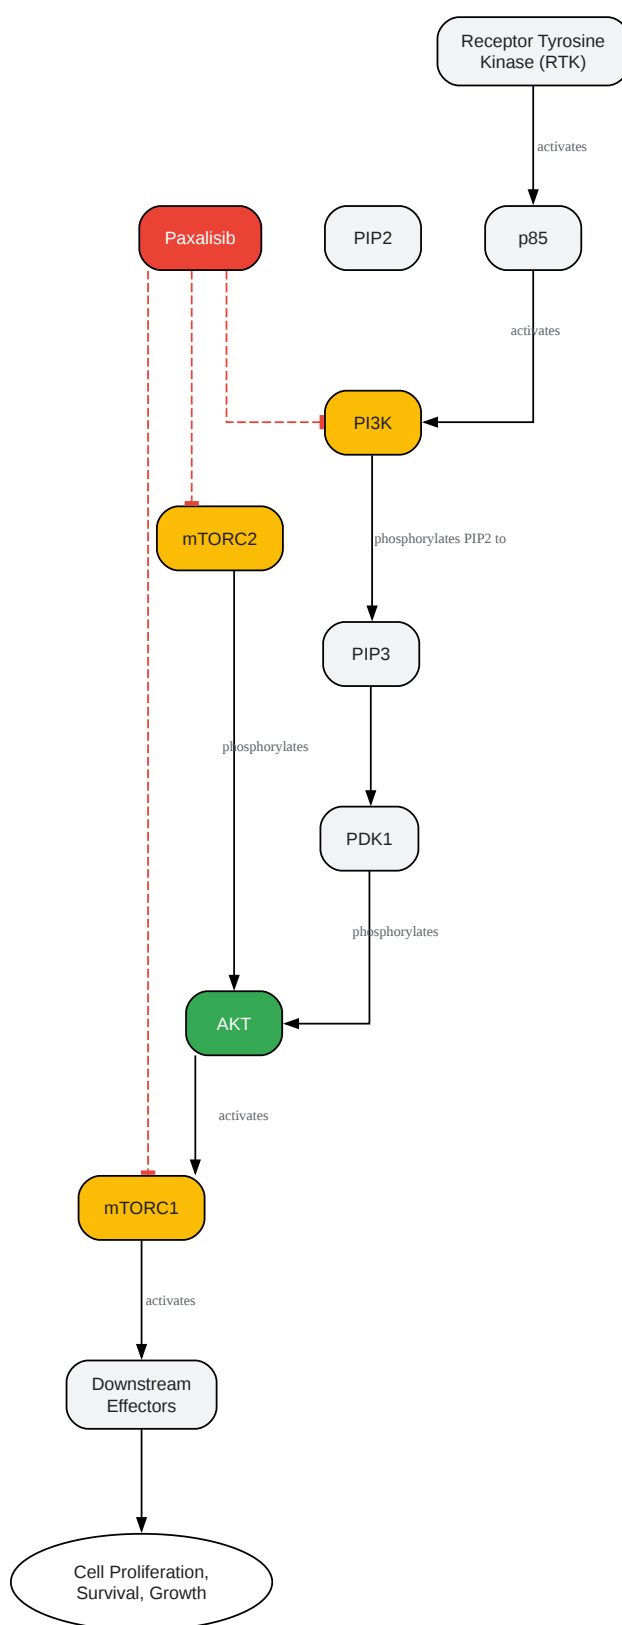 Receptor Tyrosine
Kinase (RTK)
activates
Paxalisib
PIP2
p85
activates
PI3K
mTORC2
phosphorylates PIP2 to
PIP3
phosphorylates
PDK1
phosphorylates
AKT
activates
mTORC1
activates
Downstream
Effectors
Cell Proliferation,
Survival, Growth